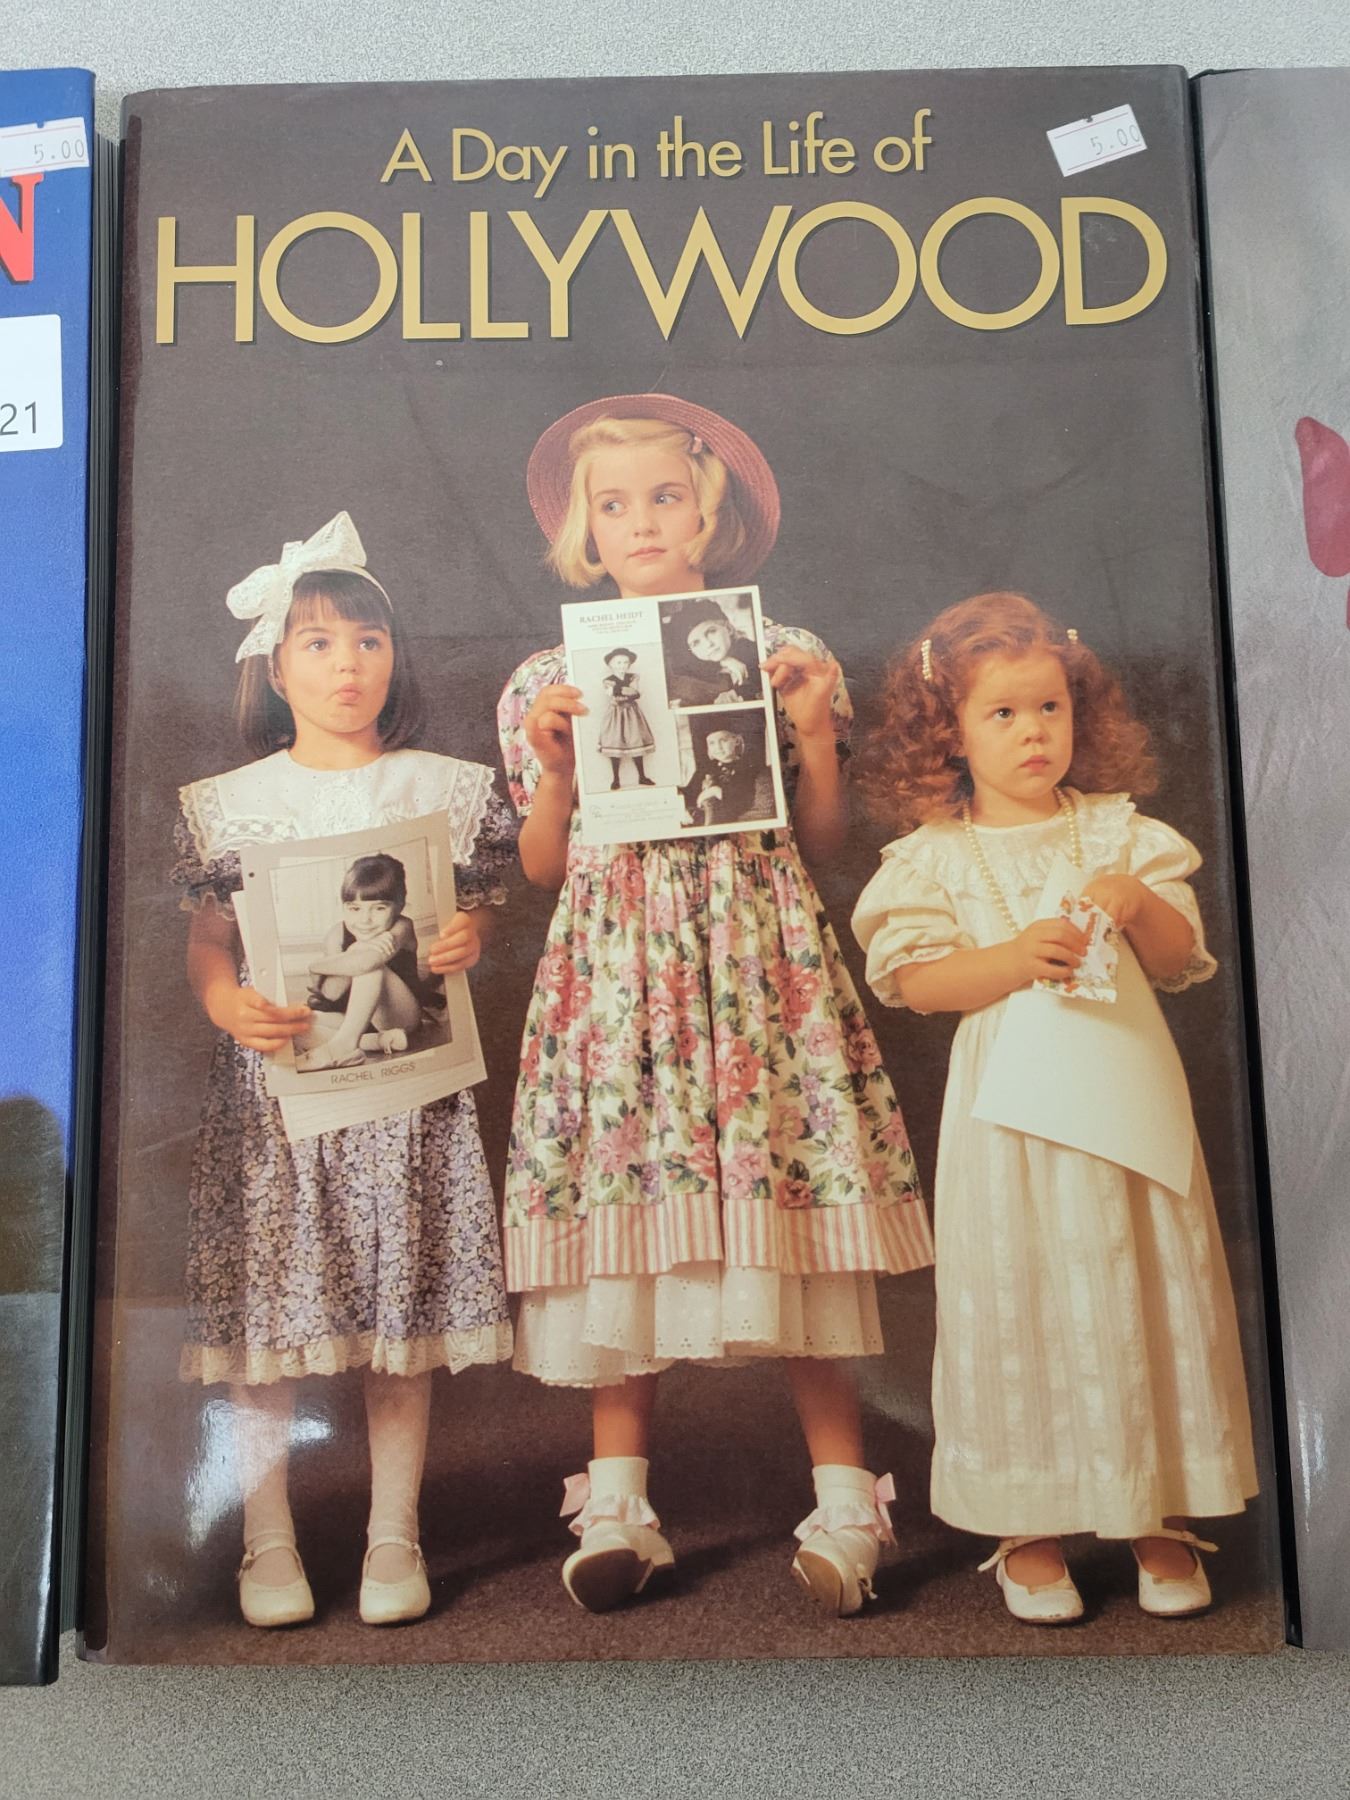 5.00
N
21
A Day in the Life of
HOLLYWOOD
5.00
RACHEL HEIDT
RACHEL RIGGS